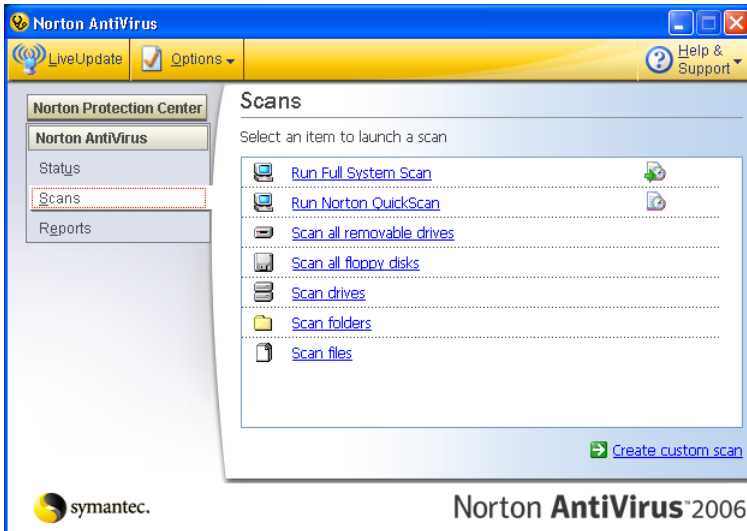 Norton AntiVirus
LiveUpdate
Options
Help &
Support
Norton Protection Center
Norton AntiVirus
Status
Scans
Reports
Scans
Select an item to launch a scan
Run Full System Scan
Run Norton QuickScan
Scan all removable drives
Scan all floppy disks
Scan drives
Scan folders
Scan files
Create custom scan
symantec.
Norton AntiVirus™2006